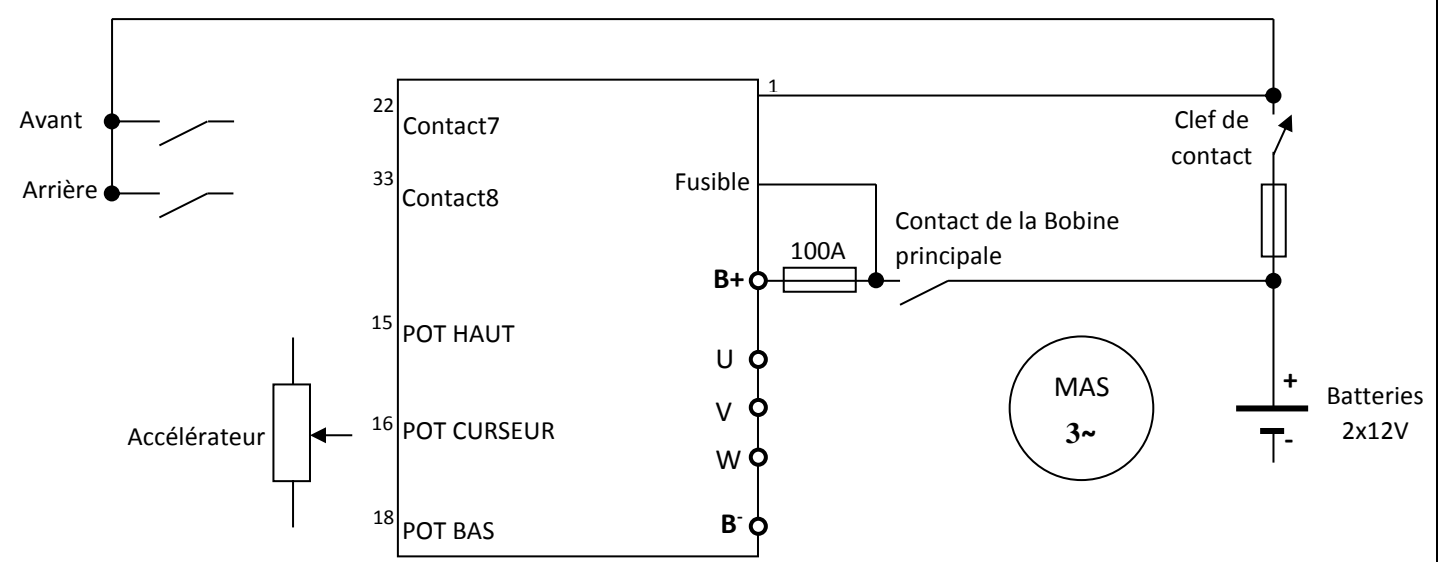 1
22
Avant
Contact7
Clef de
contact
33
Arrière
Contact8
Fusible
Contact de la Bobine
principale
100A
B+
15
POT HAUT
U
MAS
3~
+
-
Batteries
2x12V
V
Accélérateur
16
POT CURSEUR
W
18
POT BAS
B-